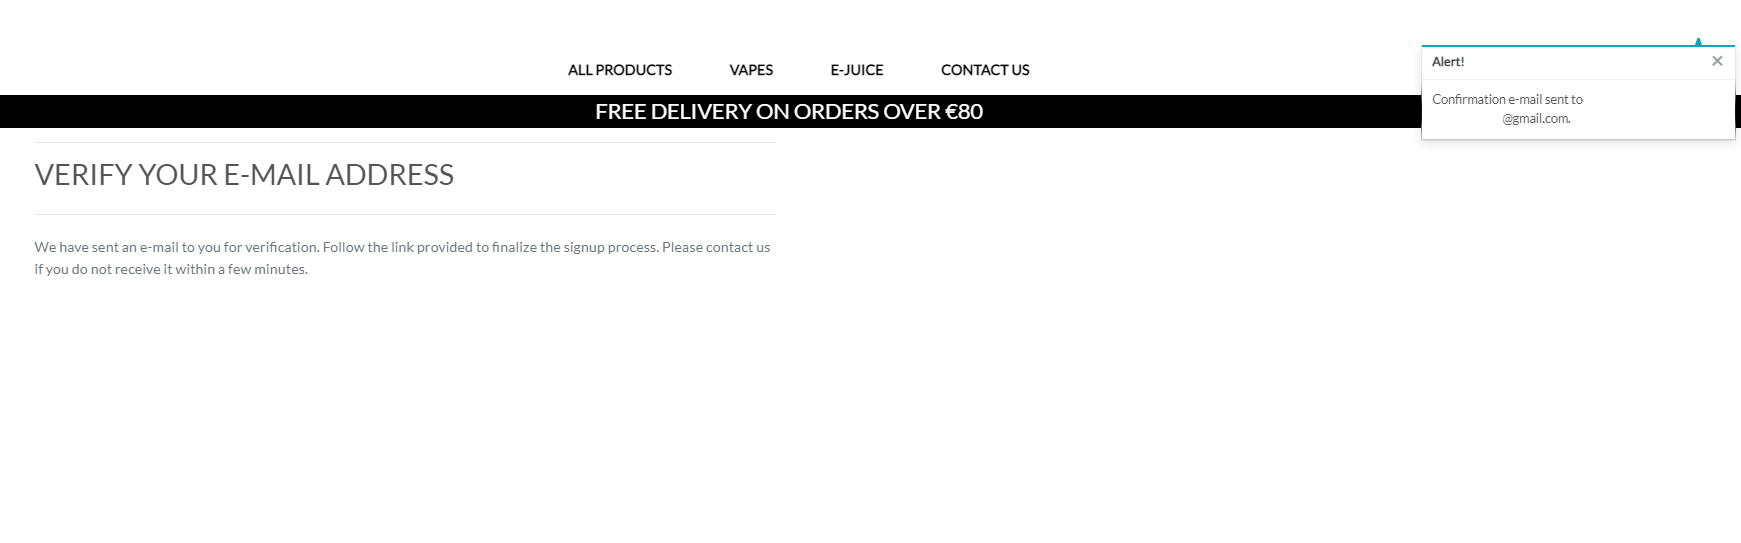 ALL PRODUCTS VAPES E-JUICE CONTACT US
Alert! ×
FREE DELIVERY ON ORDERS OVER €80
Confirmation e-mail sent to
@gmail.com.
VERIFY YOUR E-MAIL ADDRESS
We have sent an e-mail to you for verification. Follow the link provided to finalize the signup process. Please contact us
if you do not receive it within a few minutes.